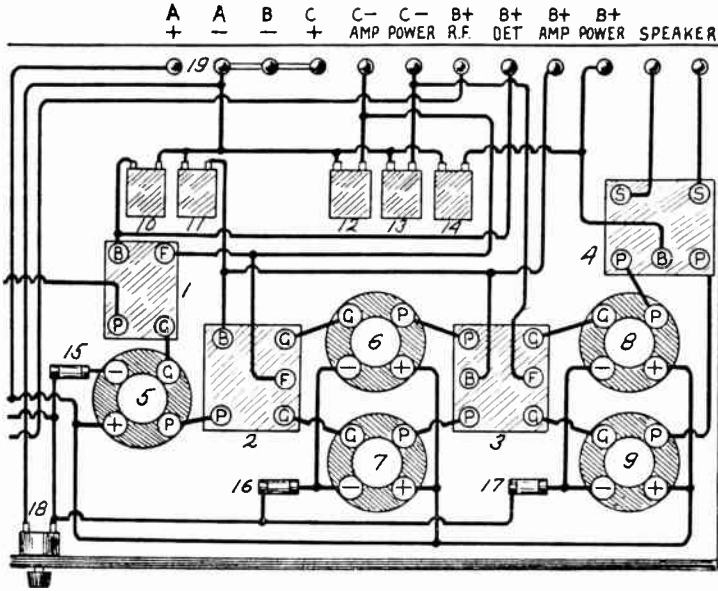 A A B C C- C- B+ B+ B+ B+
+ - - + AMP POWER R.F. DET AMP POWER SPEAKER
19
10 11 12 13 14
S S
4
P B P
B F
1
P G
15
- G
5
+ P
B G
F
P G
2
G P
6
- +
G P
7
- +
16
P G
B F
P G
3
G P
8
- +
G P
9
- +
17
18